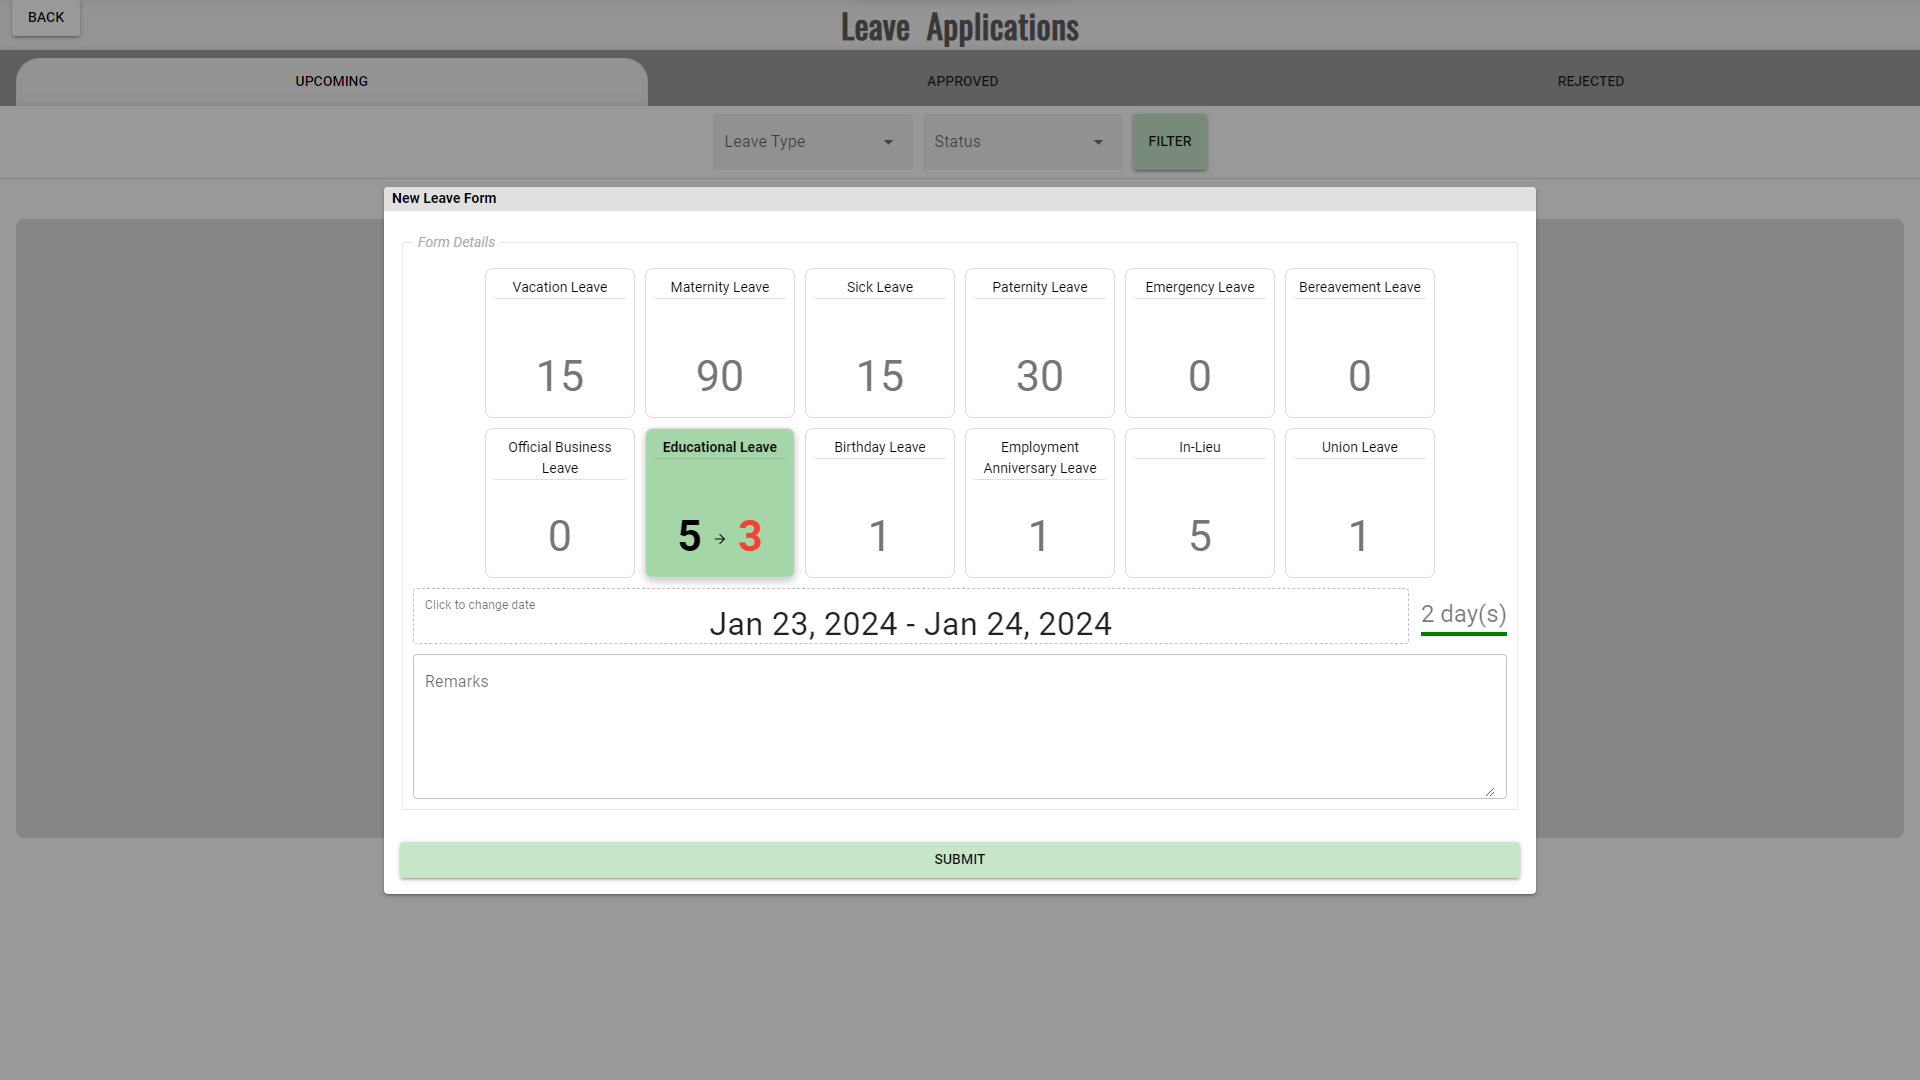 BACK
Leave Applications
UPCOMING
APPROVED
REJECTED
Leave Type
Status
FILTER
New Leave Form
Form Details
Vacation Leave
15
Maternity Leave
90
Sick Leave
15
Paternity Leave
30
Emergency Leave
0
Bereavement Leave
0
Official Business
Leave
0
Educational Leave
5 → 3
Birthday Leave
1
Employment
Anniversary Leave
1
In-Lieu
5
Union Leave
1
Click to change date
Jan 23, 2024 - Jan 24, 2024
2 day(s)
Remarks
SUBMIT